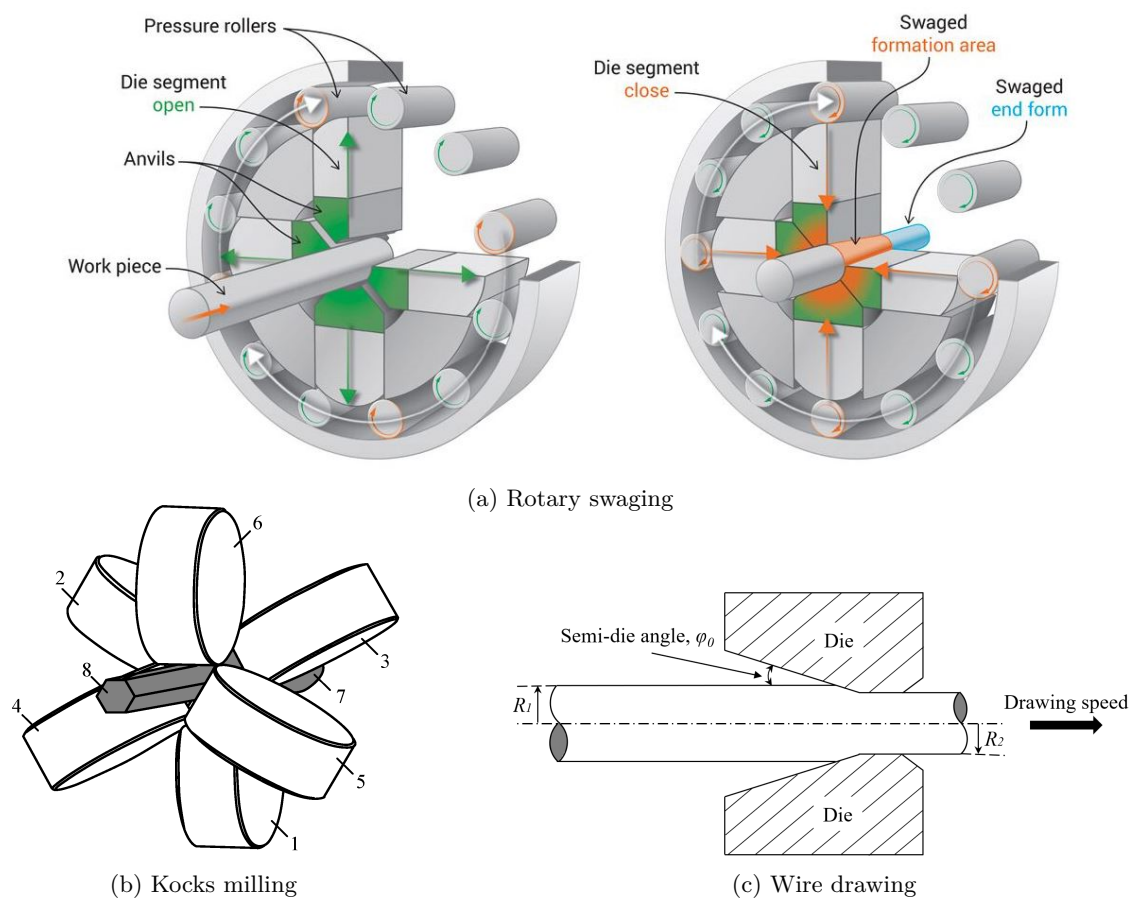 Pressure rollers
Die segment
open
Anvils
Work piece
Swaged
formation area
Die segment
close
Swaged
end form
(a) Rotary swaging
6
2
3
8
7
4
5
1
(b) Kocks milling
Semi-die angle, φ0
Die
R1
Drawing speed
R2
Die
(c) Wire drawing